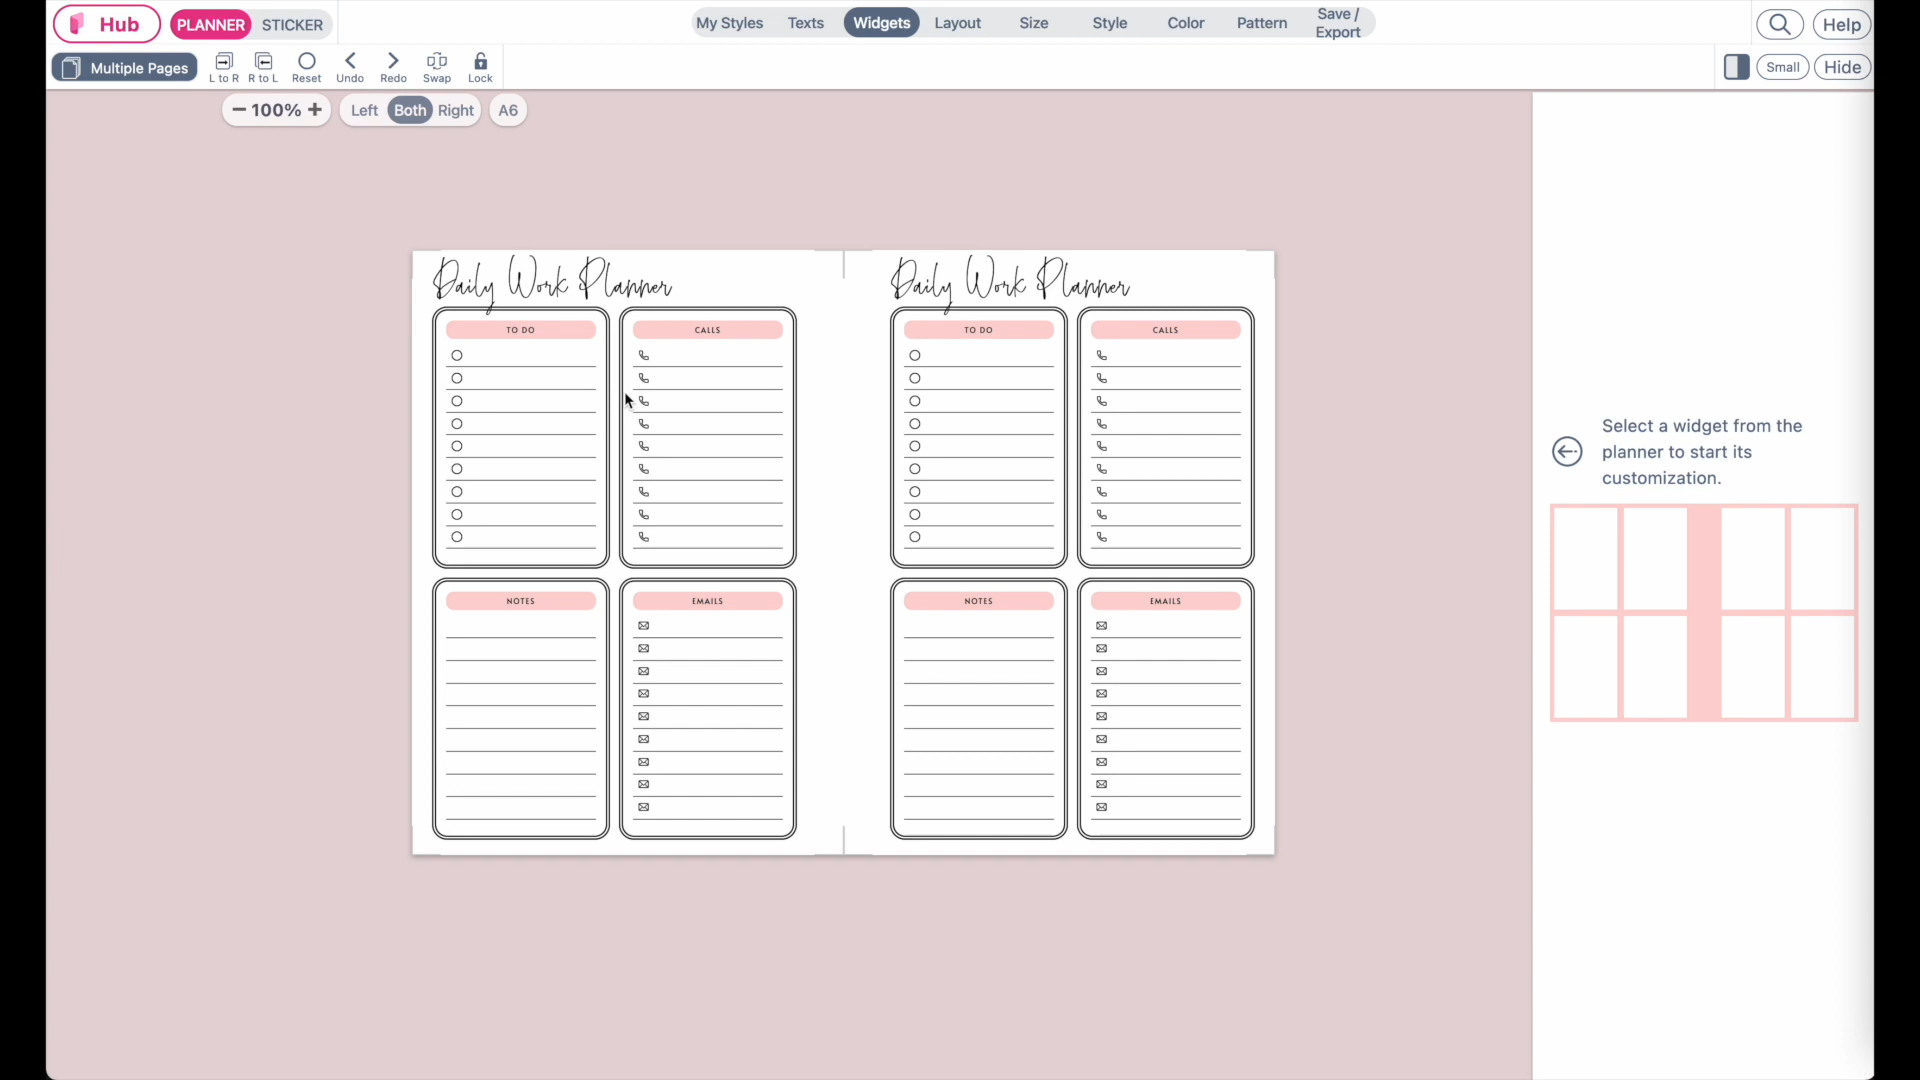 Hub
PLANNER
STICKER
My Styles
Texts
Widgets
Layout
Size
Style
Color
Pattern
Save /
Export
Help
Multiple Pages
L to R
R to L
Reset
Undo
Redo
Swap
Lock
Small
Hide
100%
Left
Both
Right
A6
Daily Work Planner
Daily Work Planner
TO DO
CALLS
TO DO
CALLS
NOTES
EMAILS
NOTES
EMAILS
Select a widget from the
planner to start its
customization.